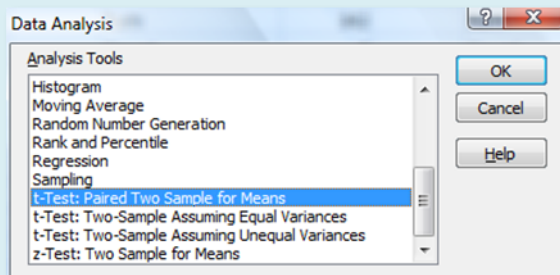 Data Analysis
?
X
Analysis Tools
Histogram
Moving Average
Random Number Generation
Rank and Percentile
Regression
Sampling
t-Test: Paired Two Sample for Means
t-Test: Two-Sample Assuming Equal Variances
t-Test: Two-Sample Assuming Unequal Variances
z-Test: Two Sample for Means
OK
Cancel
Help